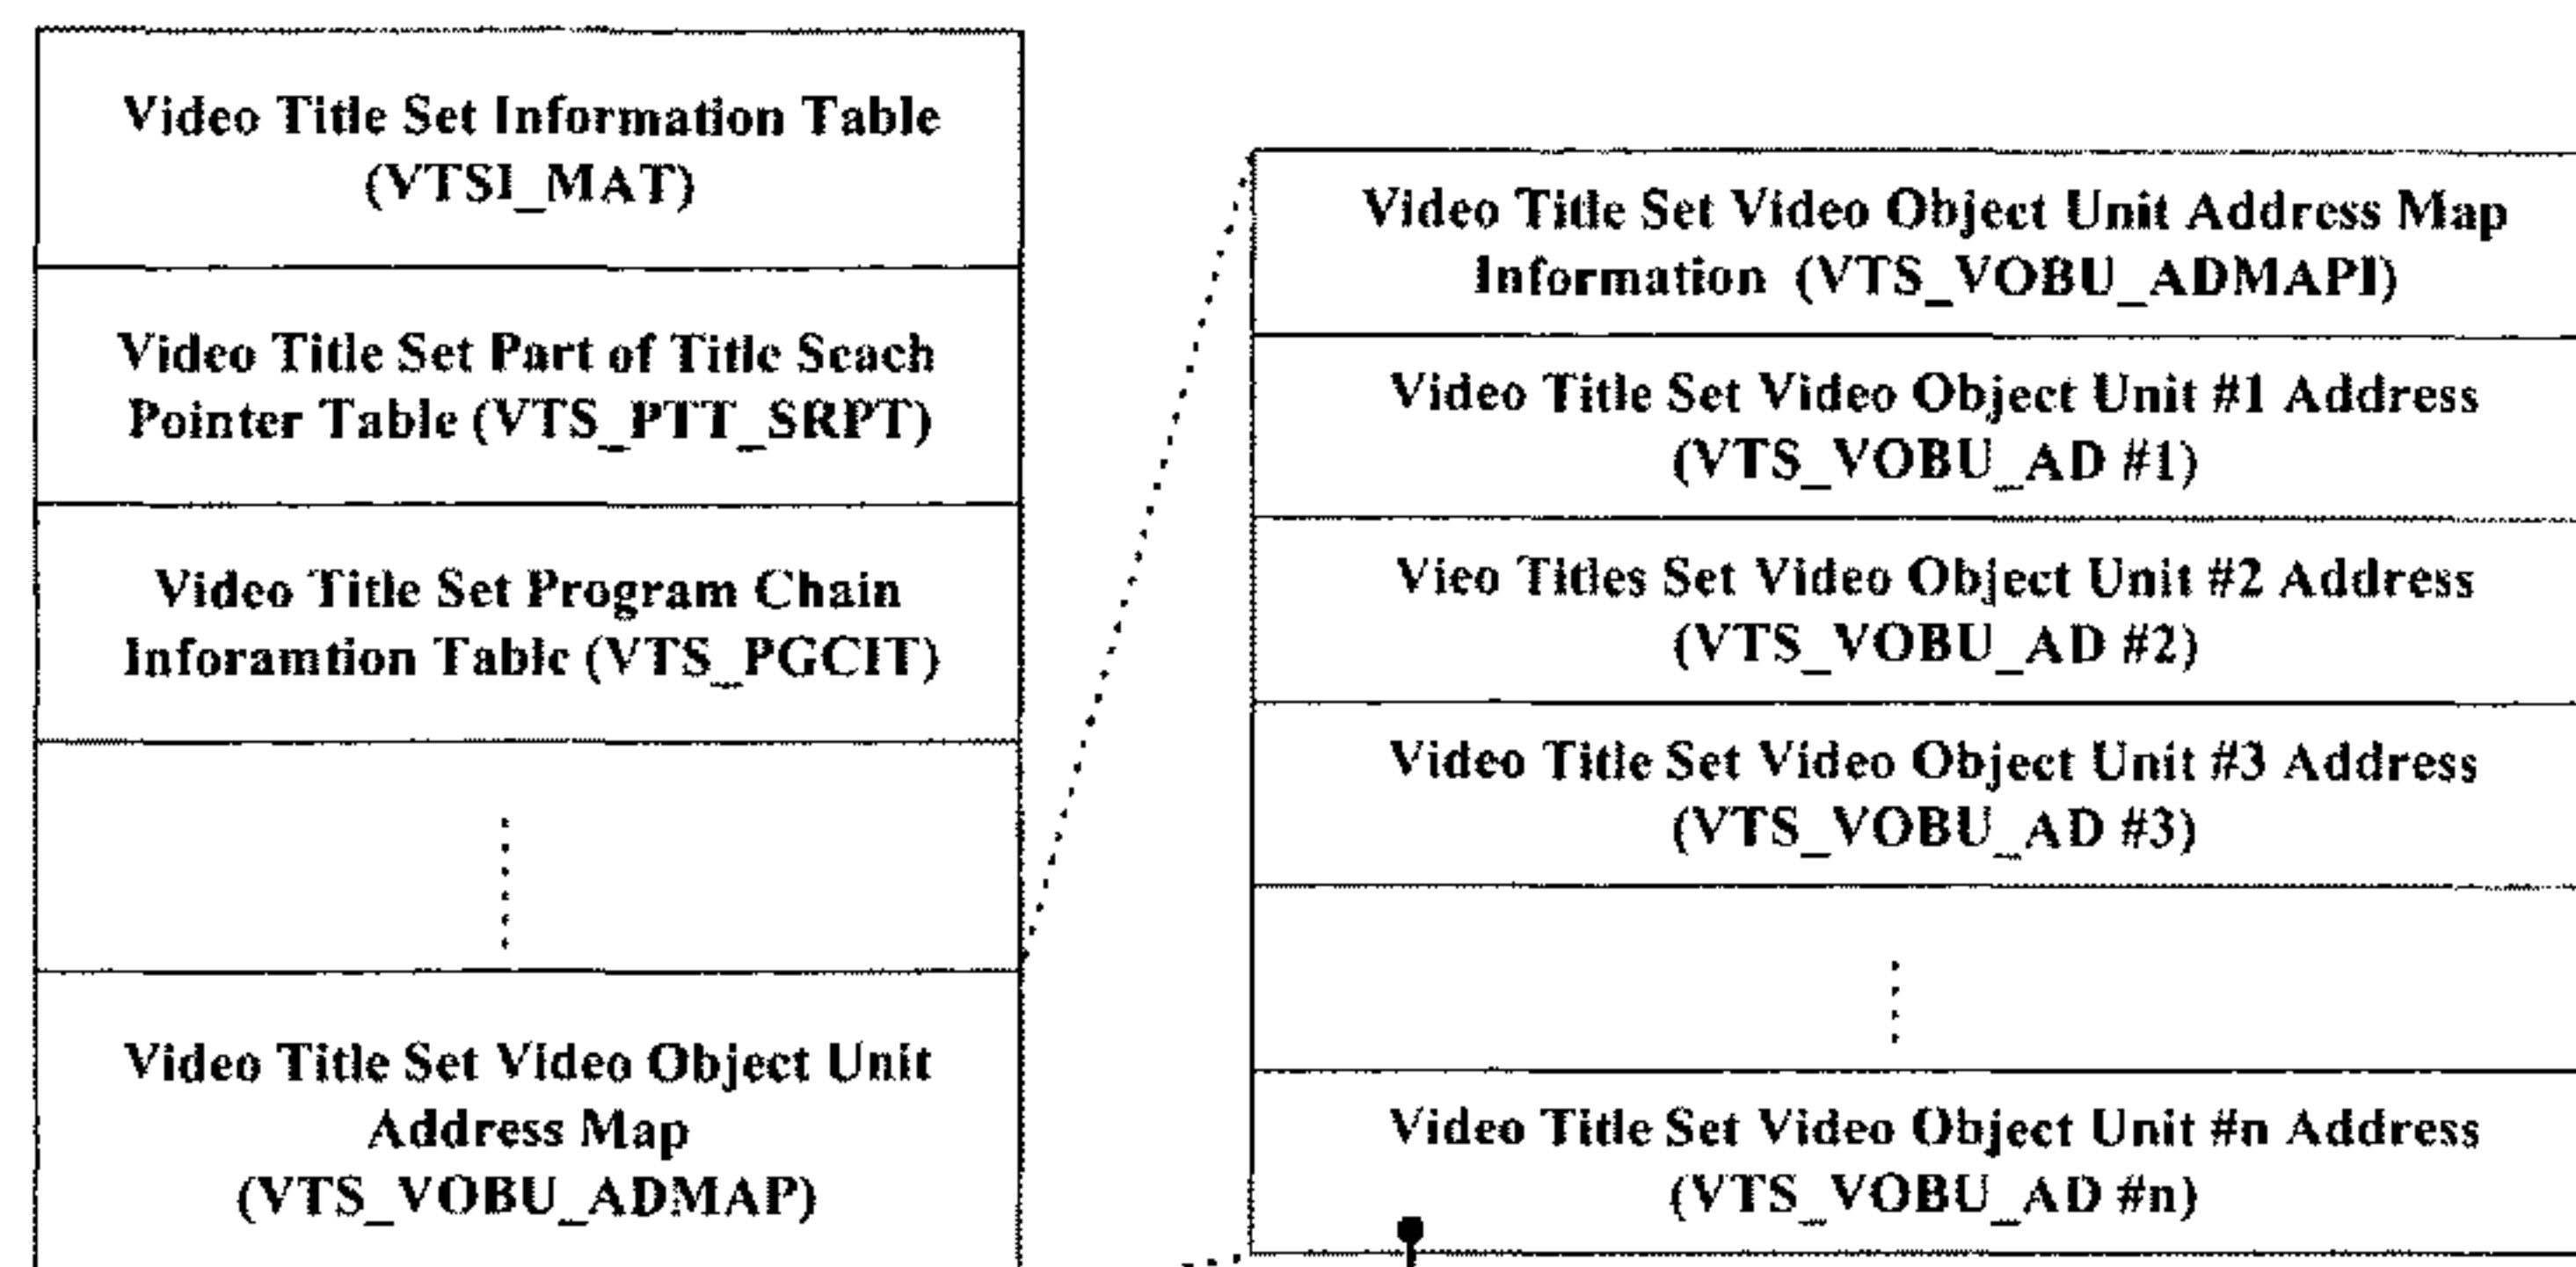 Video Title Set Information Table
(VTSI_MAT)
Video Title Set Part of Title Seach
Pointer Table (VTS_PTT_SRPT)
Video Title Set Program Chain
Inforamtion Table (VTS_PGCIT)
Video Title Set Video Object Unit
Address Map
(VTS_VOBU_ADMAP)
Video Title Set Video Object Unit Address Map
Information (VTS_VOBU_ADMAPI)
Video Title Set Video Object Unit #1 Address
(VTS_VOBU_AD #1)
Vieo Titles Set Video Object Unit #2 Address
(VTS_VOBU_AD #2)
Video Title Set Video Object Unit #3 Address
(VTS_VOBU_AD #3)
Video Title Set Video Object Unit #n Address
(VTS_VOBU_AD #n)